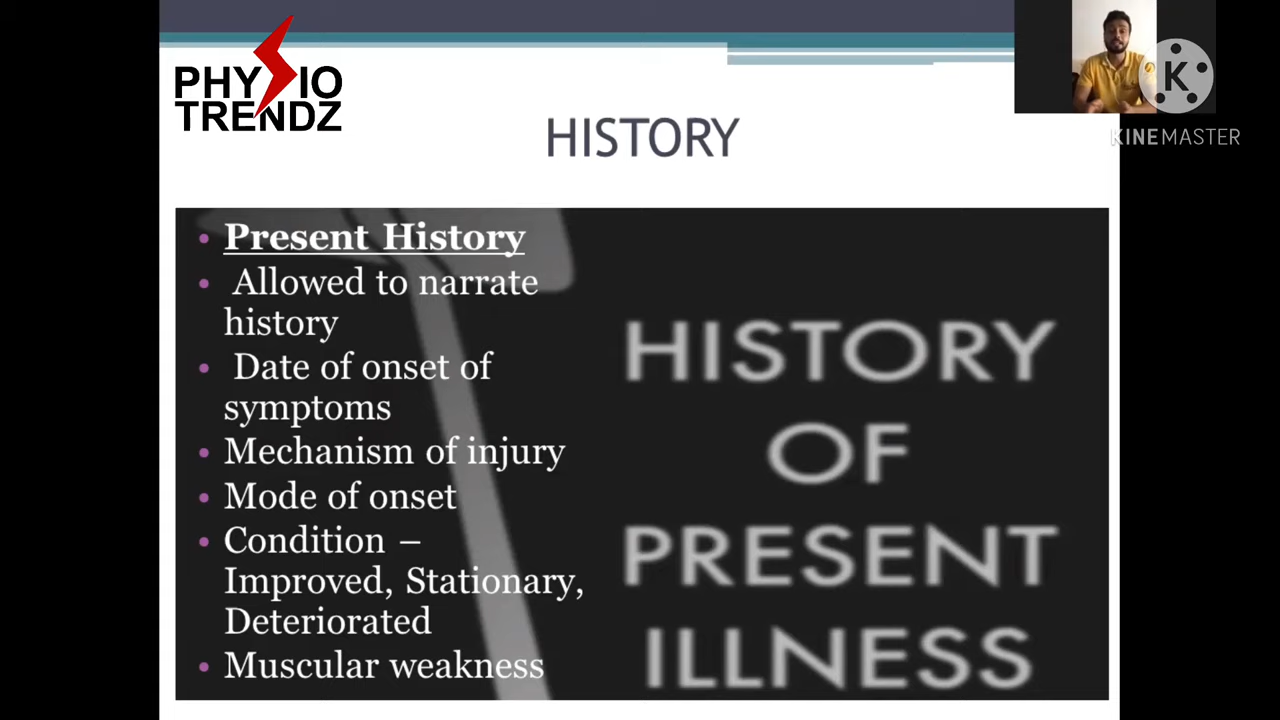 PHYSIO
TRENDZ
K
KINEMASTER
HISTORY
• Present History
• Allowed to narrate
history
• Date of onset of
symptoms
• Mechanism of injury
• Mode of onset
• Condition –
Improved, Stationary,
Deteriorated
• Muscular weakness
HISTORY
OF
PRESENT
ILLNESS